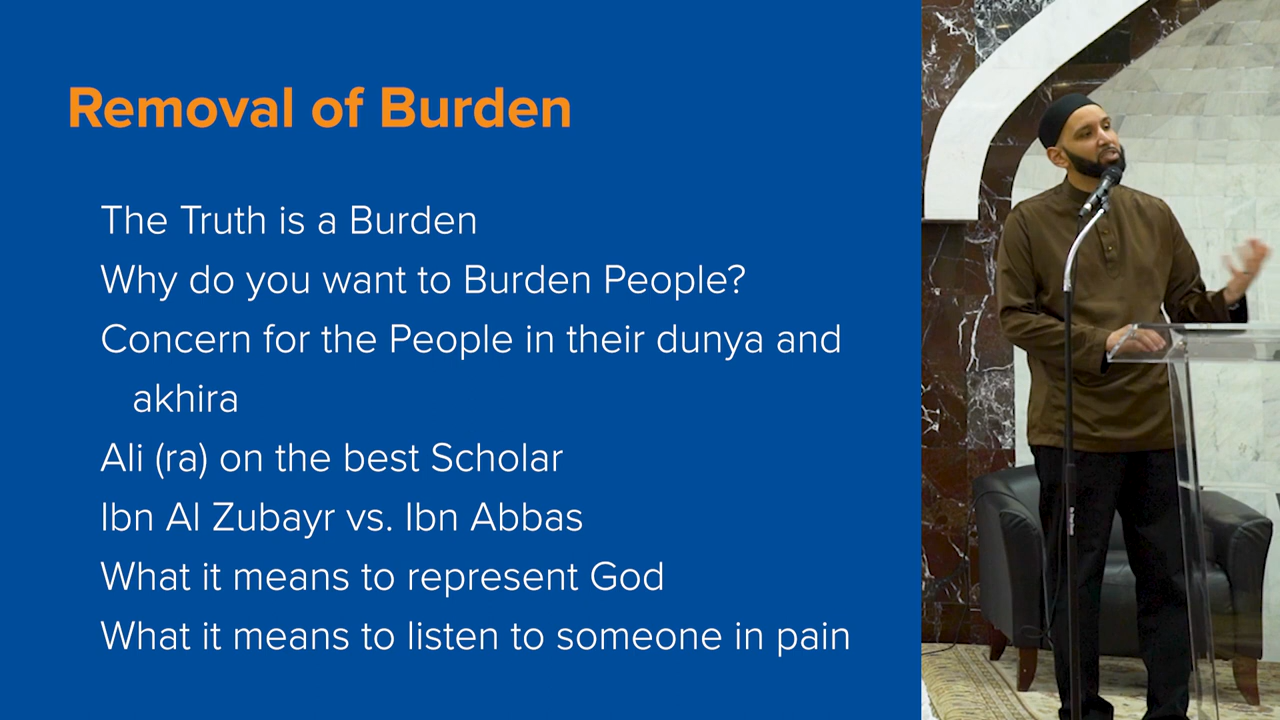 Removal of Burden
The Truth is a Burden
Why do you want to Burden People?
Concern for the People in their dunya and
akhira
Ali (ra) on the best Scholar
Ibn Al Zubayr vs. Ibn Abbas
What it means to represent God
What it means to listen to someone in pain